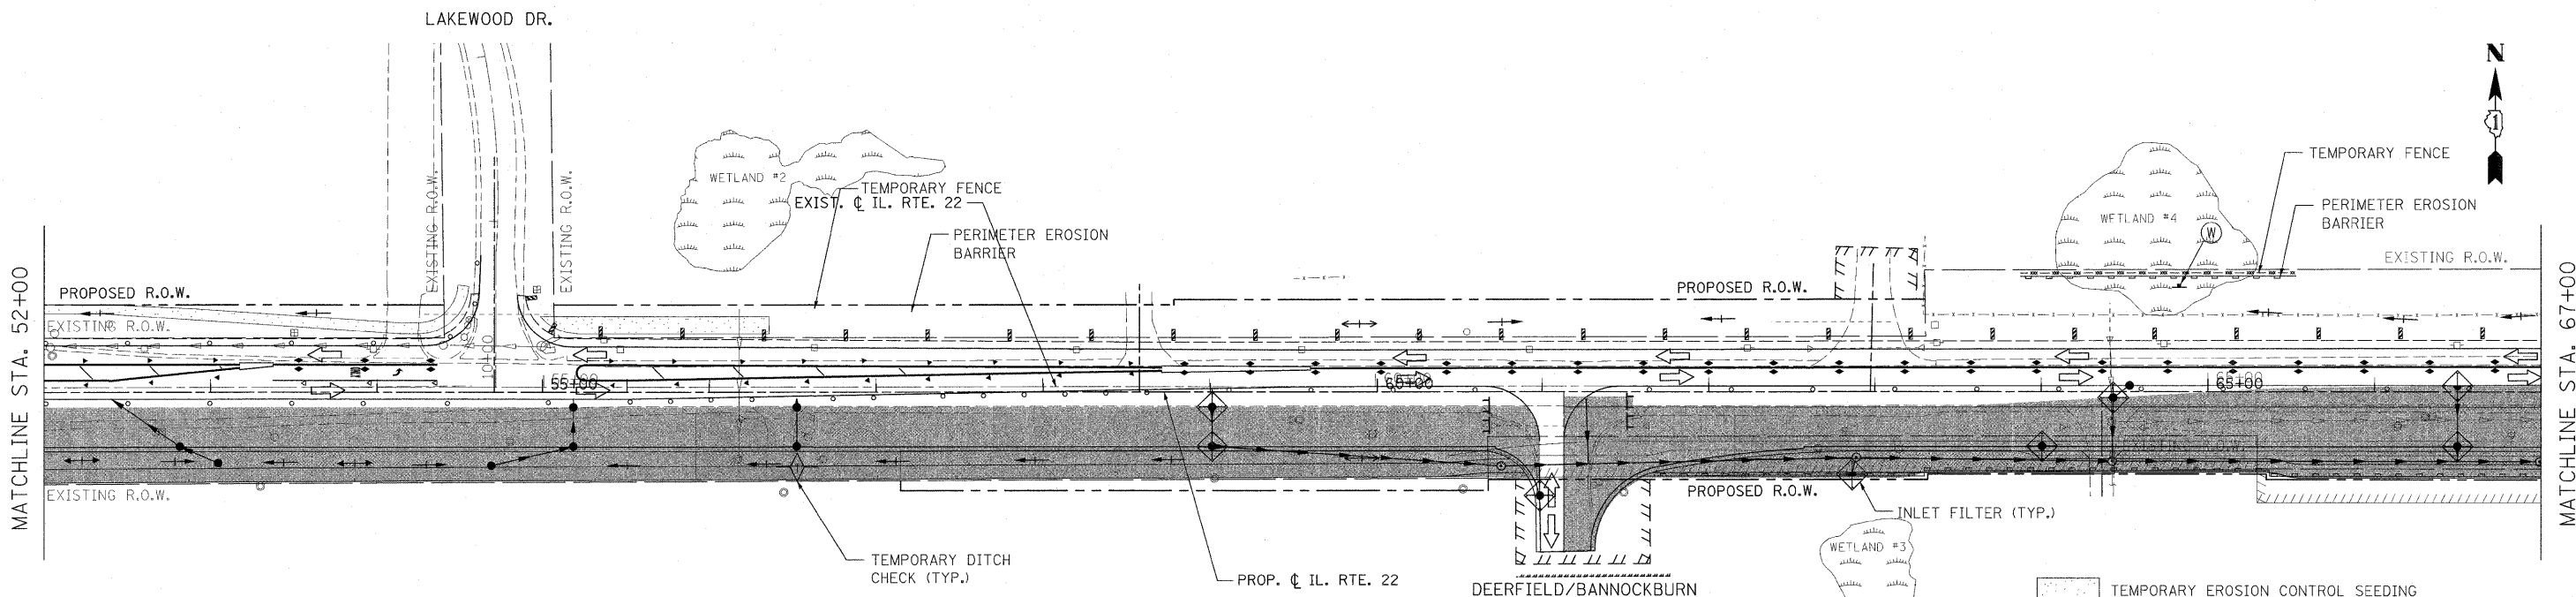 LAKEWOOD DR.
N
1
TEMPORARY FENCE
WETLAND #2
TEMPORARY FENCE
EXIST. ℄ IL. RTE. 22
PERIMETER EROSION
BARRIER
WETLAND #4
W
PERIMETER EROSION
BARRIER
EXISTING R.O.W.
EXISTING R.O.W.
EXISTING R.O.W.
PROPOSED R.O.W.
PROPOSED R.O.W.
EXISTING R.O.W.
MATCHLINE STA. 52+00
MATCHLINE STA. 67+00
10+00
55+00
60+00
65+00
EXISTING R.O.W.
PROPOSED R.O.W.
INLET FILTER (TYP.)
WETLAND #3
TEMPORARY DITCH
CHECK (TYP.)
PROP. ℄ IL. RTE. 22
DEERFIELD/BANNOCKBURN
TEMPORARY EROSION CONTROL SEEDING